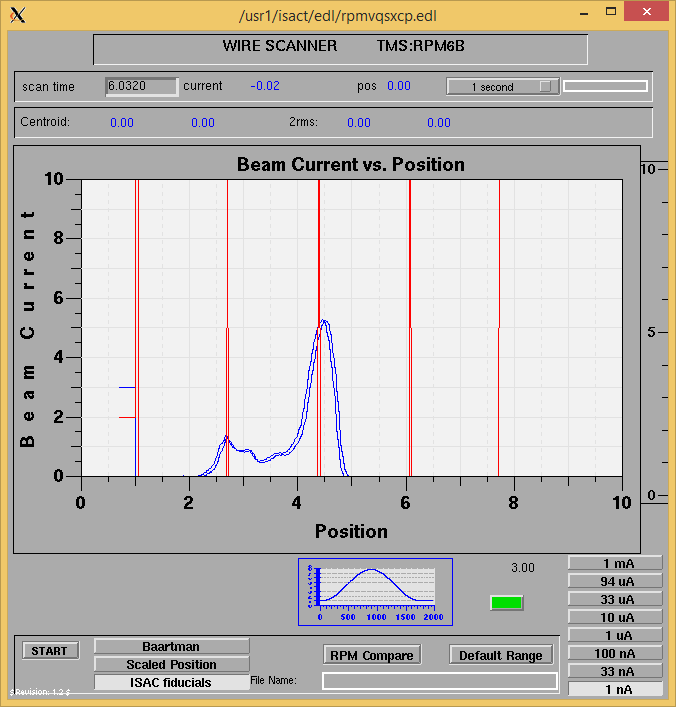 /usr1/isact/edl/rpmvqsxcp.edl
WIRE SCANNER TMS:RPM6B
scan time 6.0320 current -0.02 pos 0.00 1 second
Centroid: 0.00 0.00 2rms: 0.00 0.00
Beam Current vs. Position
10
8
6
4
2
0
Beam Current
0 2 4 6 8 10
Position
10
5
0
8
0 500 1000 1500 2000
3.00
1 mA
94 uA
33 uA
10 uA
1 uA
100 nA
33 nA
1 nA
START
Baartman
Scaled Position
ISAC fiducials
RPM Compare
Default Range
File Name:
$Revision: 1.2 $